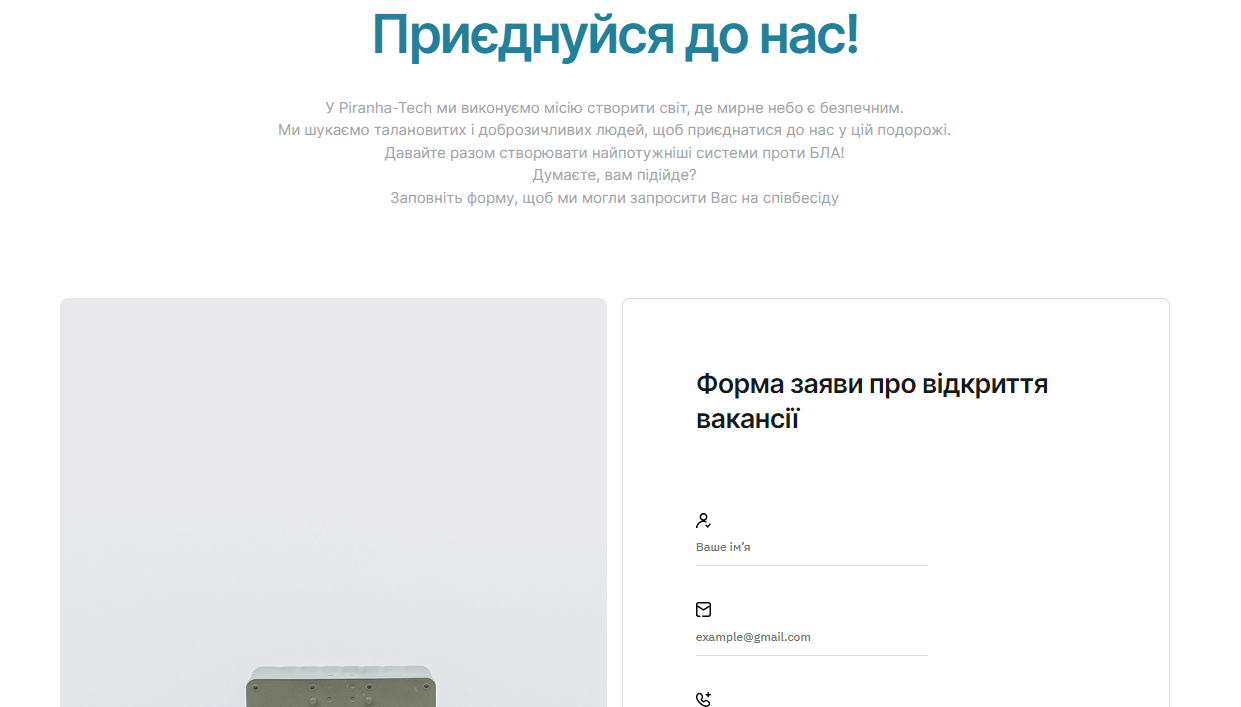 Приєднуйся до нас!
У Piranha-Tech ми виконуємо місію створити світ, де мирне небо є безпечним.
Ми шукаємо талановитих і доброзичливих людей, щоб приєднатися до нас у цій подорожі.
Давайте разом створювати найпотужніші системи проти БЛА!
Думаєте, вам підійде?
Заповніть форму, щоб ми могли запросити Вас на співбесіду
Форма заяви про відкриття
вакансії
Ваше ім’я
example@gmail.com